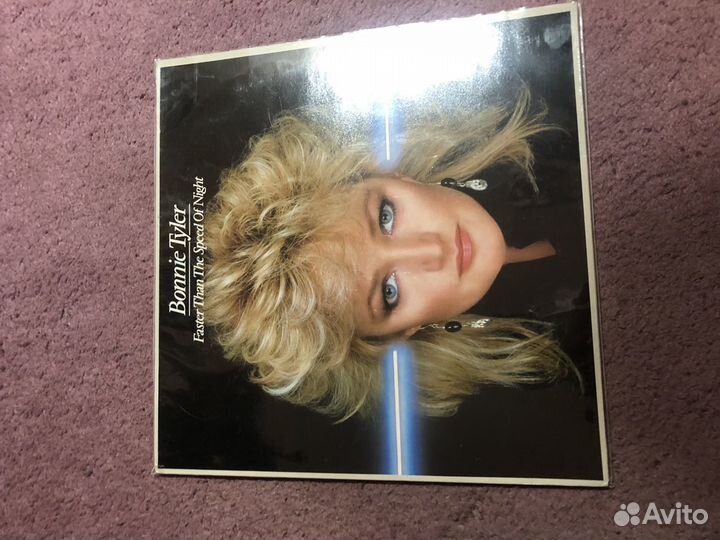 Bonnie Tyler
Faster Than The Speed Of Night
Avito